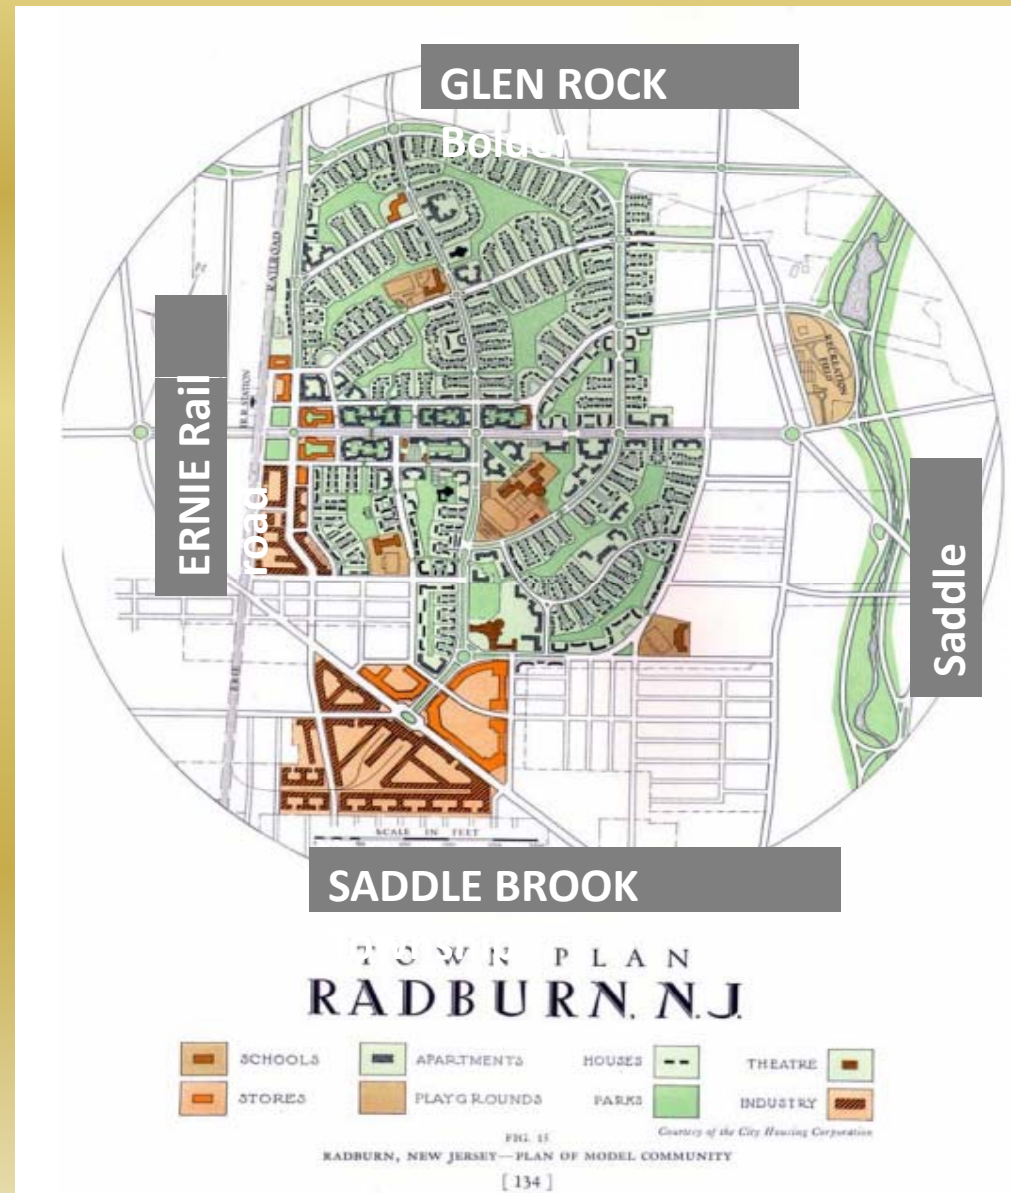 GLEN ROCK
Bolder
RAILROAD
RECREATION
FIELD
R.R. STATION
ERNIE Rail
road
Saddle
ERIE
SCALE IN FEET
SADDLE BROOK
TOWN PLAN
RADBURN, N.J.
SCHOOLS
APARTMENTS
HOUSES
THEATRE
STORES
PLAYGROUNDS
PARKS
INDUSTRY
Courtesy of the City Housing Corporation
FIG. 15
RADBURN, NEW JERSEY—PLAN OF MODEL COMMUNITY
[ 134 ]